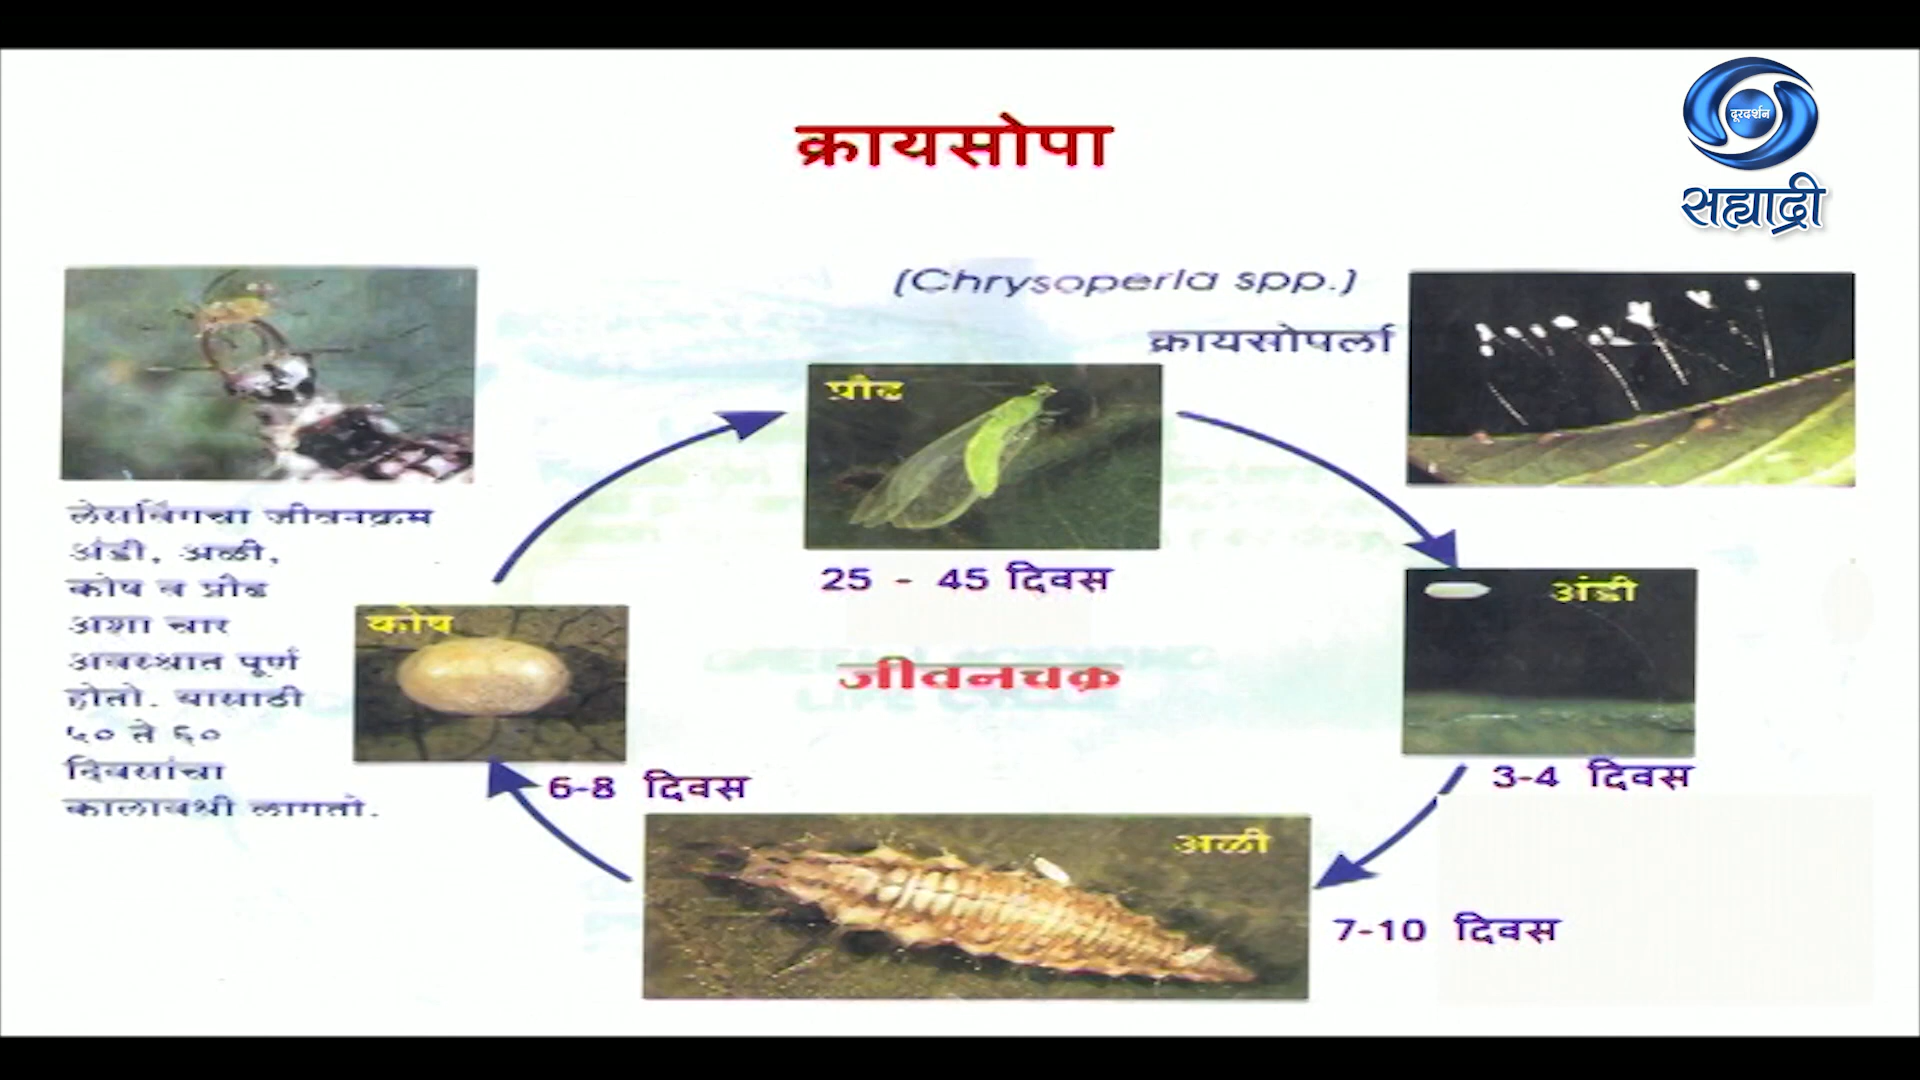 क्रायसोपा
दूरदर्शन
सह्याद्री
(Chrysoperla spp.)
क्रायसोपर्ला
प्रौढ
25 - 45 दिवस
लेसविंगचा जीवनक्रम
अंडी, अळी,
कोष व प्रौढ
अशा चार
अवस्थात पूर्ण
होतो. यासाठी
५० ते ६०
दिवसांचा
कालावधी लागतो.
कोष
अंडी
जीवनचक्र
6-8 दिवस
3-4 दिवस
अळी
7-10 दिवस